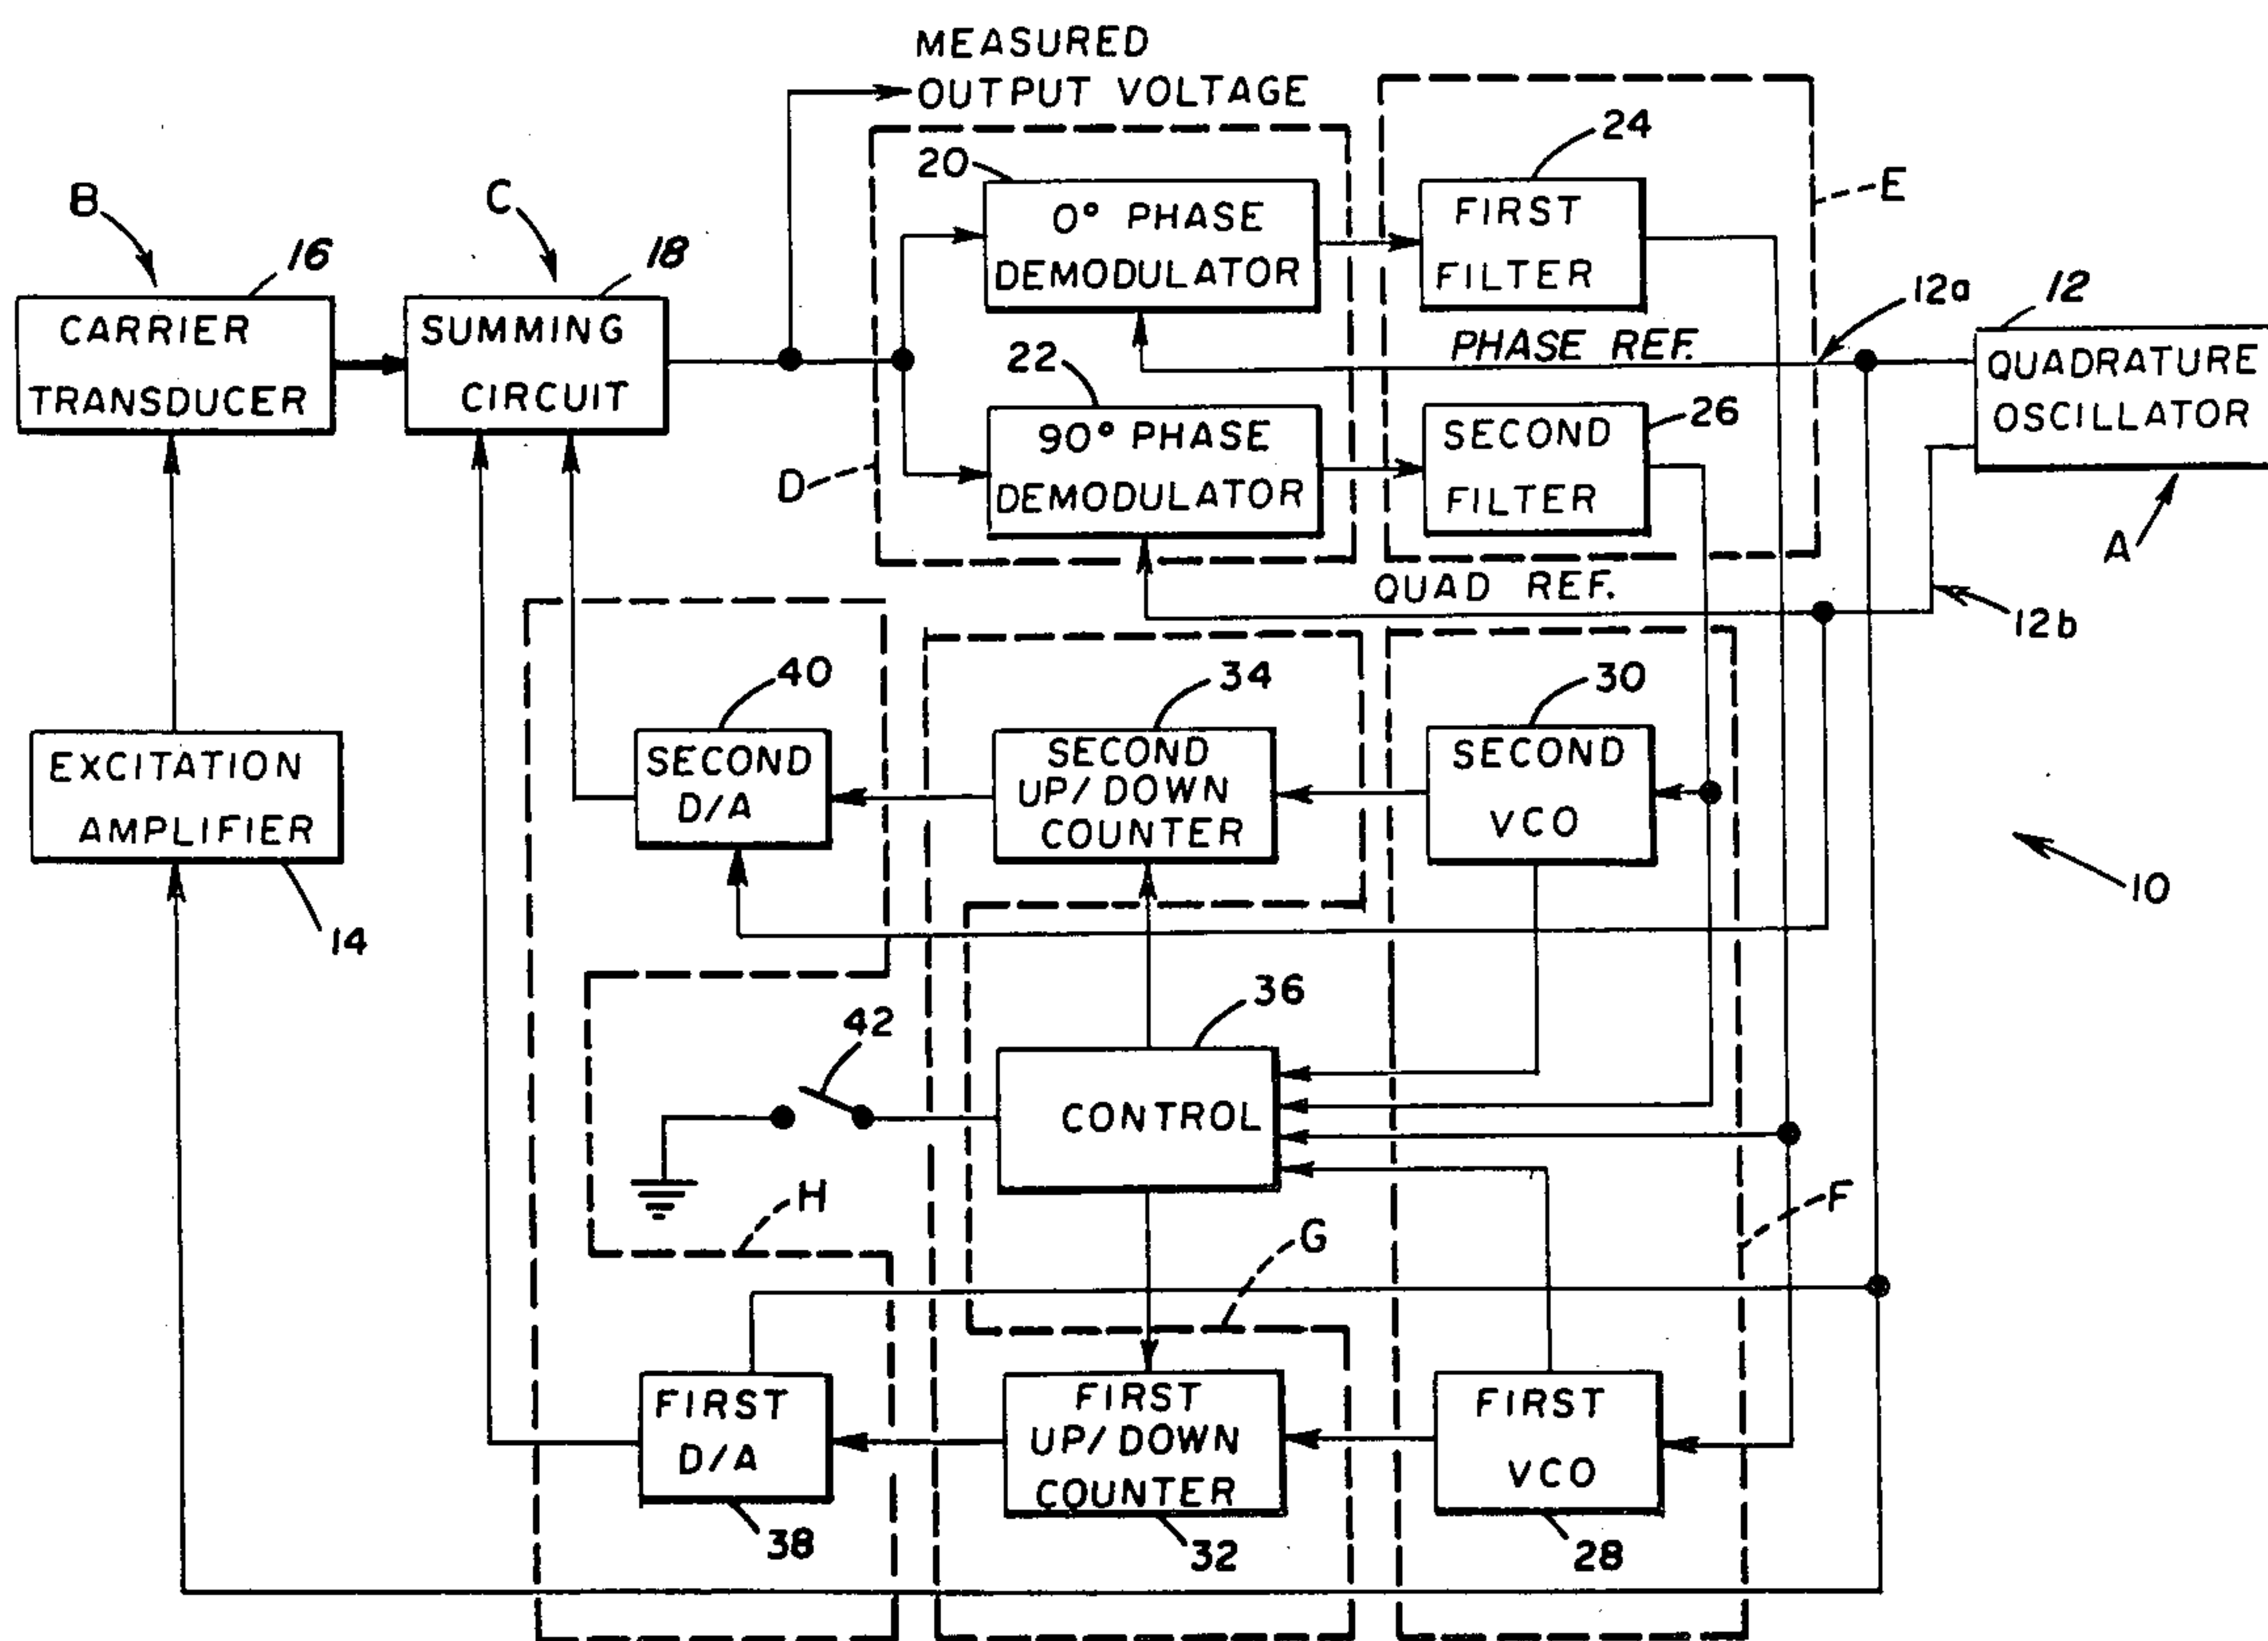 MEASURED
OUTPUT VOLTAGE
B
16
CARRIER
TRANSDUCER
C
18
SUMMING
CIRCUIT
20
0° PHASE
DEMODULATOR
24
FIRST
FILTER
E
PHASE REF.
12a
12
QUADRATURE
OSCILLATOR
A
22
90° PHASE
DEMODULATOR
D
26
SECOND
FILTER
QUAD REF.
12b
EXCITATION
AMPLIFIER
14
40
SECOND
D/A
34
SECOND
UP/DOWN
COUNTER
30
SECOND
VCO
10
42
36
CONTROL
H
G
F
FIRST
D/A
38
FIRST
UP/DOWN
COUNTER
32
FIRST
VCO
28